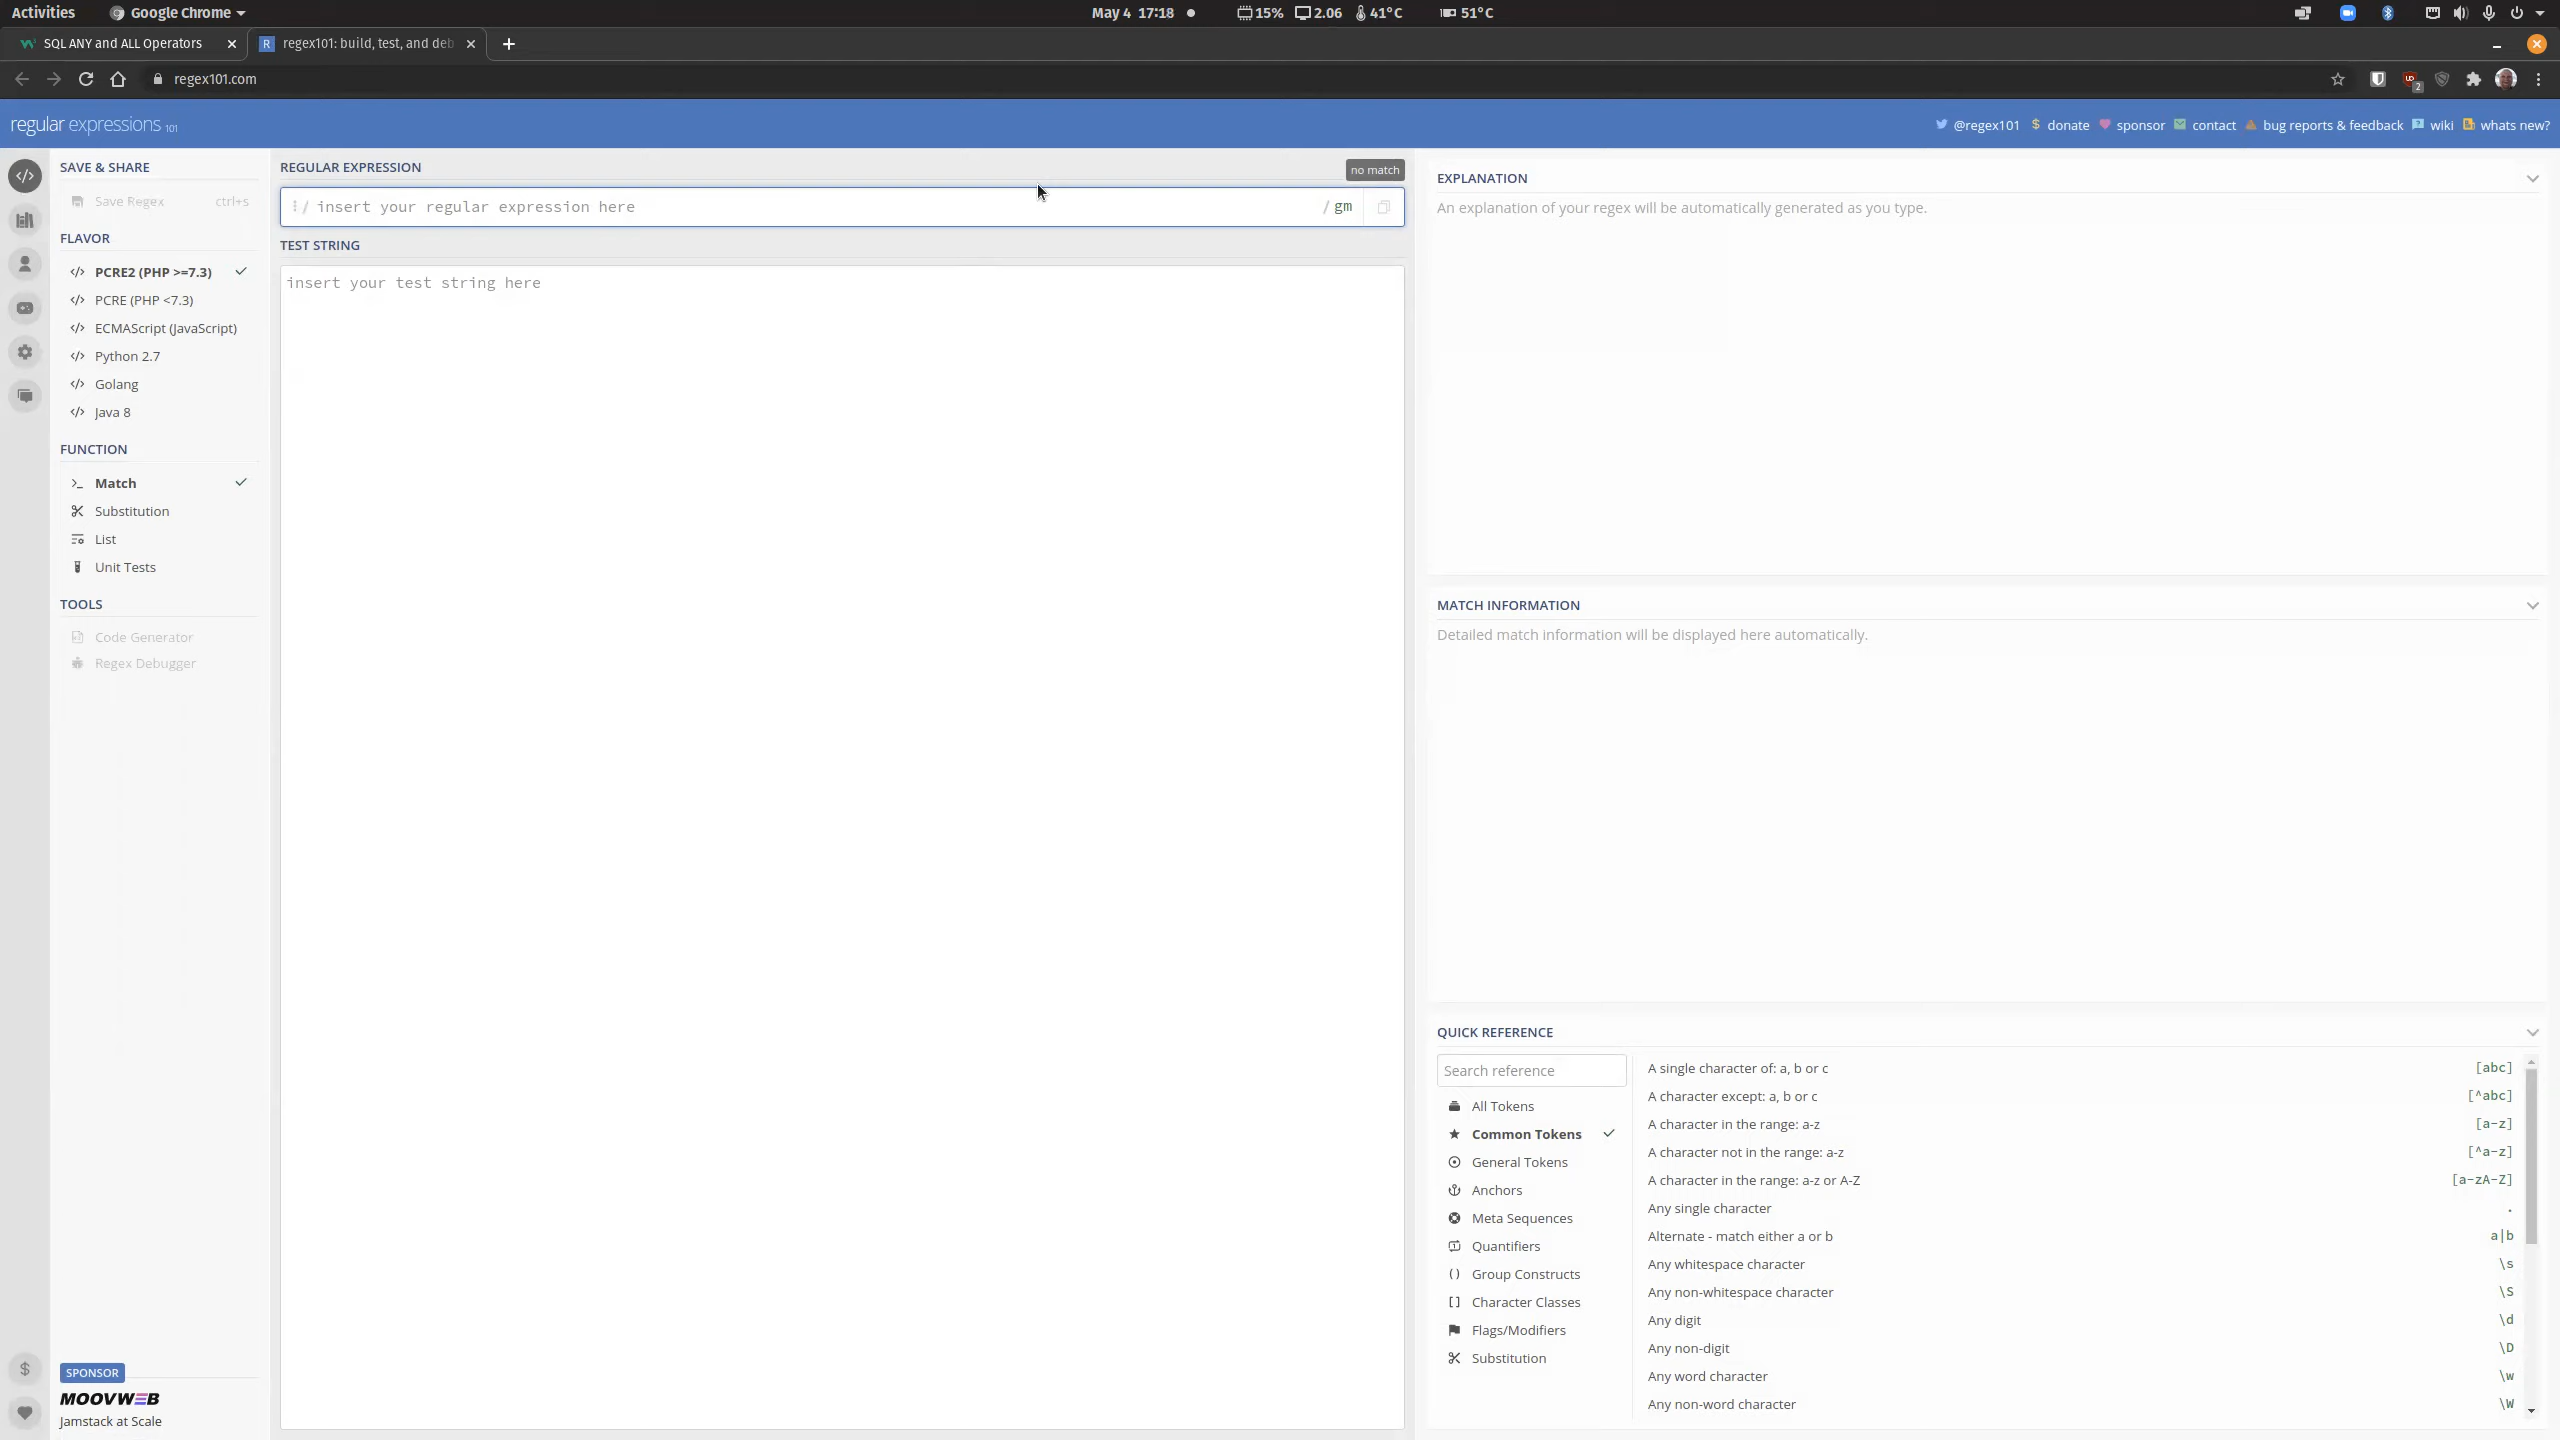 Activities
Google Chrome
May 4 17:18
15%
2.06
41°C
51°C
SQL ANY and ALL Operators
regex101: build, test, and deb
regex101.com
2
regular expressions 101
@regex101
$ donate
sponsor
contact
bug reports & feedback
wiki
whats new?
SAVE & SHARE
Save Regex ctrl+s
FLAVOR
PCRE2 (PHP >=7.3)
PCRE (PHP <7.3)
ECMAScript (JavaScript)
Python 2.7
Golang
Java 8
FUNCTION
Match
Substitution
List
Unit Tests
TOOLS
Code Generator
Regex Debugger
SPONSOR
MOOVWEB
Jamstack at Scale
REGULAR EXPRESSION
no match
/ insert your regular expression here / gm
TEST STRING
insert your test string here
EXPLANATION
An explanation of your regex will be automatically generated as you type.
MATCH INFORMATION
Detailed match information will be displayed here automatically.
QUICK REFERENCE
Search reference
All Tokens
Common Tokens
General Tokens
Anchors
Meta Sequences
Quantifiers
Group Constructs
Character Classes
Flags/Modifiers
Substitution
A single character of: a, b or c [abc]
A character except: a, b or c [^abc]
A character in the range: a-z [a-z]
A character not in the range: a-z [^a-z]
A character in the range: a-z or A-Z [a-zA-Z]
Any single character .
Alternate - match either a or b a|b
Any whitespace character \s
Any non-whitespace character \S
Any digit \d
Any non-digit \D
Any word character \w
Any non-word character \W